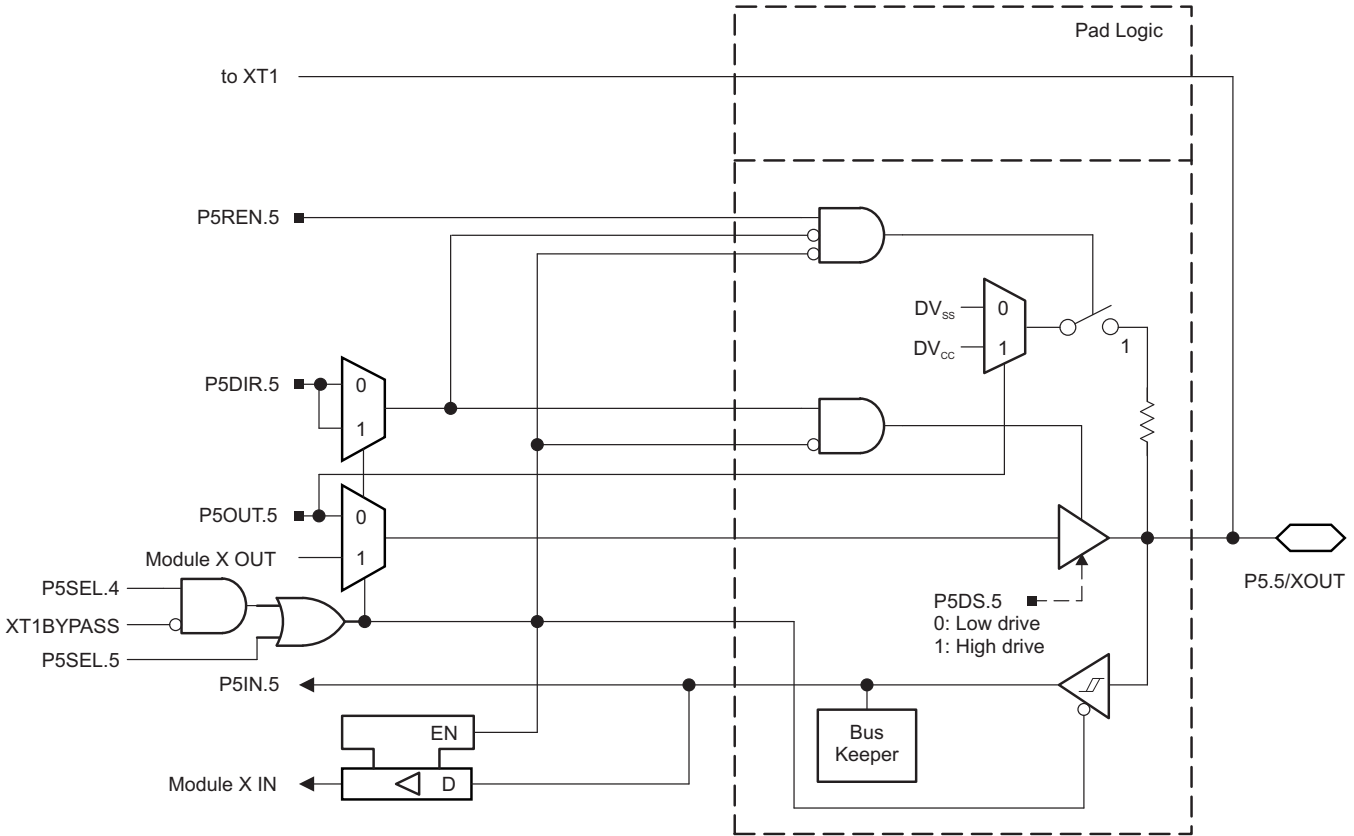 Pad Logic
to XT1
P5REN.5
DVSS
0
DVCC
1
1
P5DIR.5
0
1
P5OUT.5
0
Module X OUT
1
P5.5/XOUT
P5SEL.4
XT1BYPASS
P5SEL.5
P5DS.5
0: Low drive
1: High drive
P5IN.5
EN
Bus
Keeper
Module X IN
D